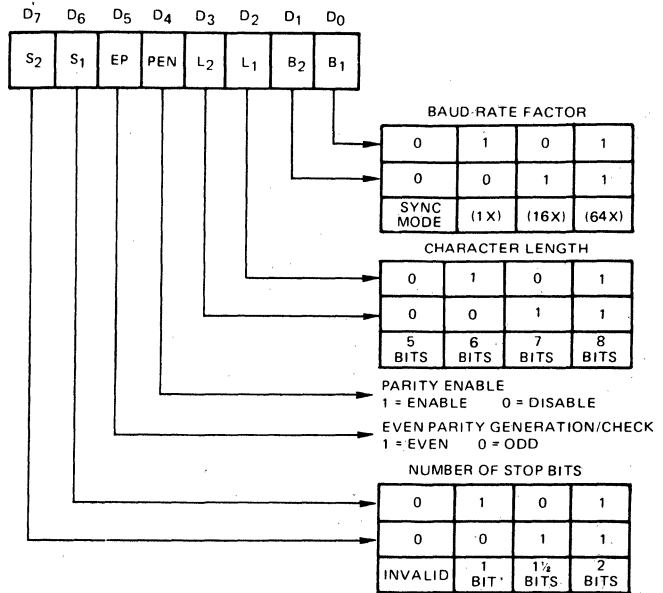 D7 D6 D5 D4 D3 D2 D1 D0
S2 S1 EP PEN L2 L1 B2 B1
BAUD-RATE FACTOR
0 1 0 1
0 0 1 1
SYNC MODE (1X) (16X) (64X)
CHARACTER LENGTH
0 1 0 1
0 0 1 1
5 BITS 6 BITS 7 BITS 8 BITS
PARITY ENABLE
1 = ENABLE 0 = DISABLE
EVEN PARITY GENERATION/CHECK
1 = EVEN 0 = ODD
NUMBER OF STOP BITS
0 1 0 1
0 0 1 1
INVALID 1 BIT 1½ BITS 2 BITS